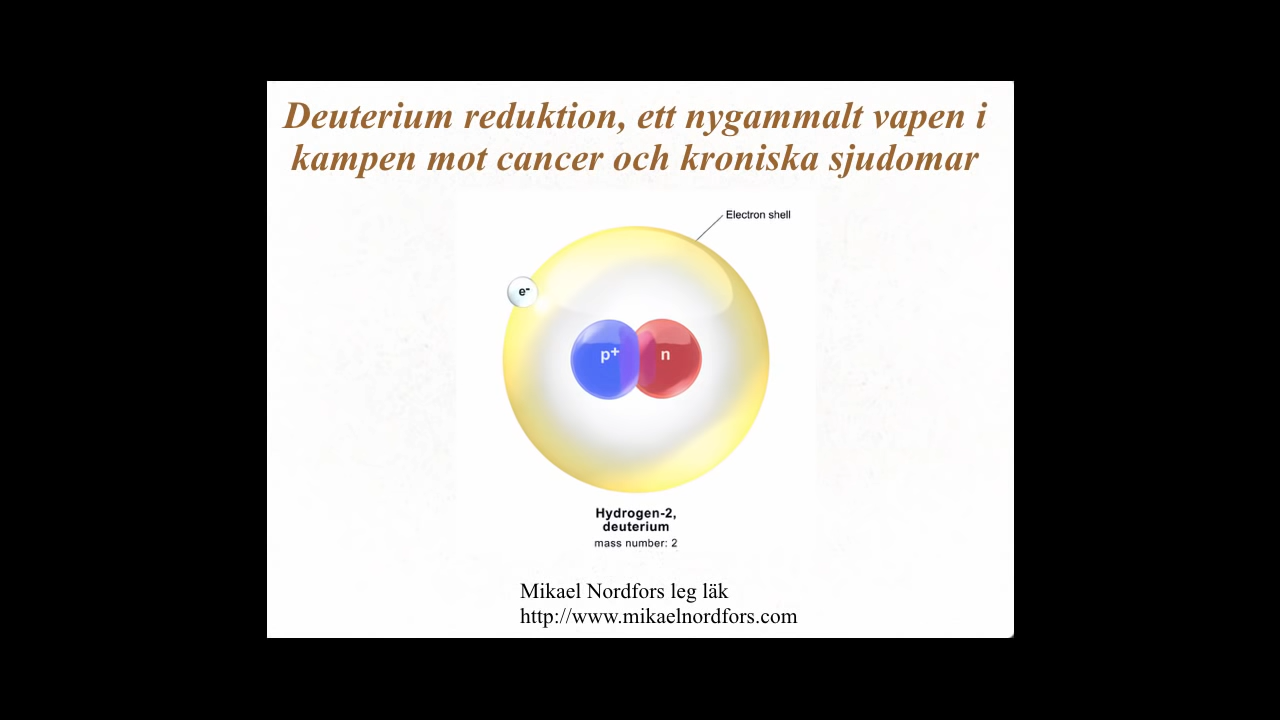 Deuterium reduktion, ett nygammalt vapen i
kampen mot cancer och kroniska sjudomar
Electron shell
e-
p+
n
Hydrogen-2,
deuterium
mass number: 2
Mikael Nordfors leg läk
http://www.mikaelnordfors.com